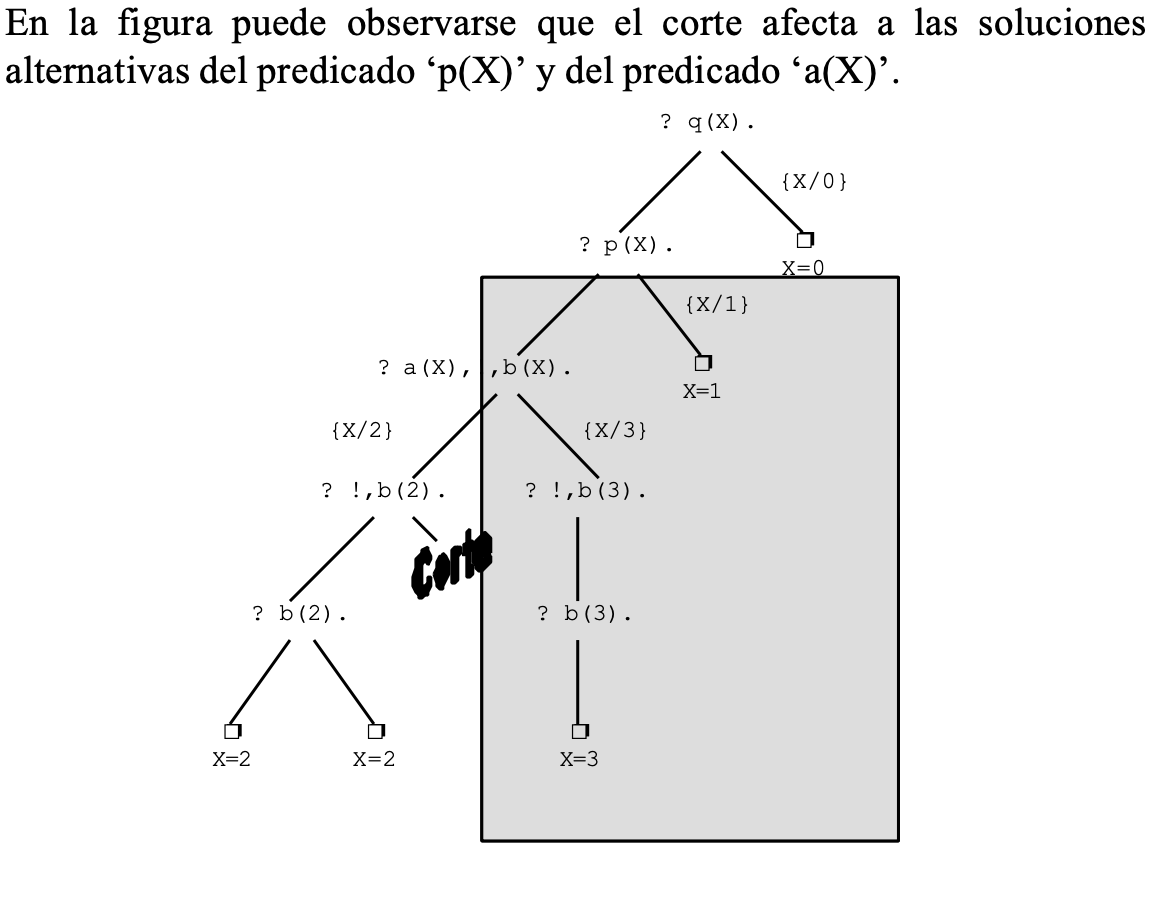 En la figura puede observarse que el corte afecta a las soluciones
alternativas del predicado ‘p(X)’ y del predicado ‘a(X)’.
? q(X).
{X/0}
? p(X).
X=0
{X/1}
? a(X), ,b(X).
X=1
{X/2} {X/3}
? !,b(2). ? !,b(3).
Corte
? b(2). ? b(3).
X=2 X=2 X=3